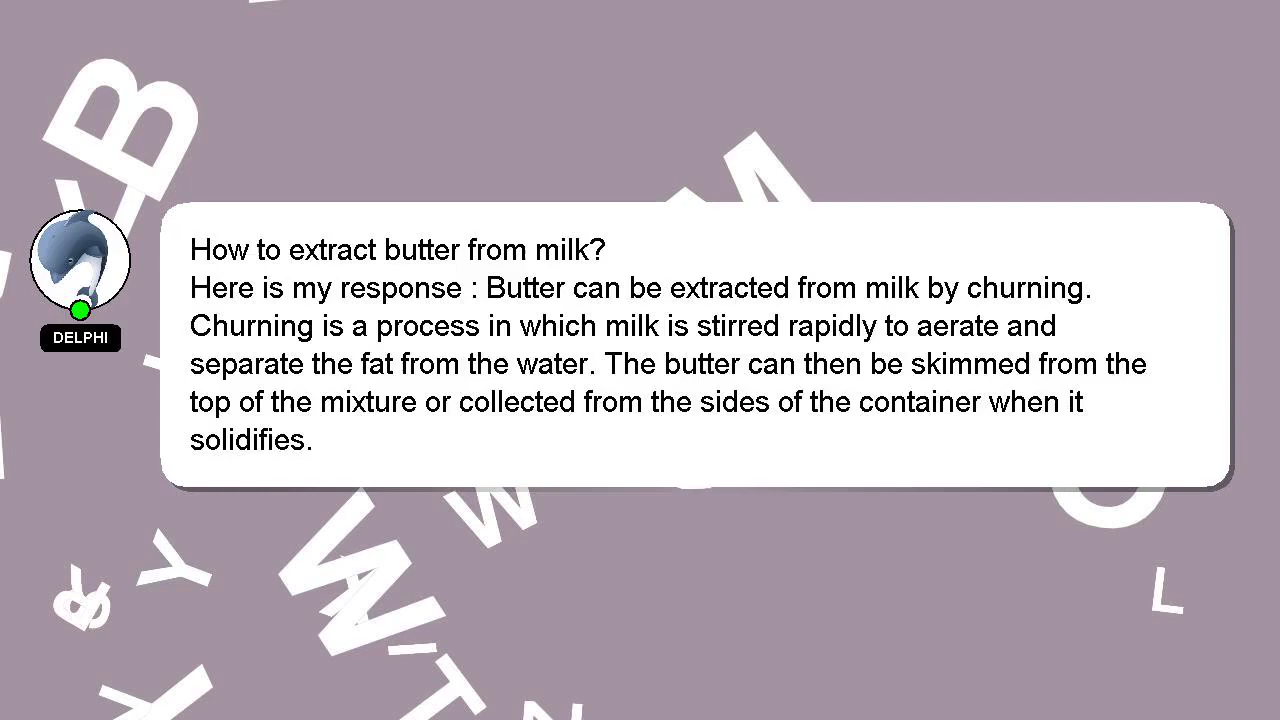 B
M
How to extract butter from milk?
Here is my response : Butter can be extracted from milk by churning.
Churning is a process in which milk is stirred rapidly to aerate and
separate the fat from the water. The butter can then be skimmed from the
top of the mixture or collected from the sides of the container when it
solidifies.
DELPHI
W
W
Y
R
L
T
Y
Z